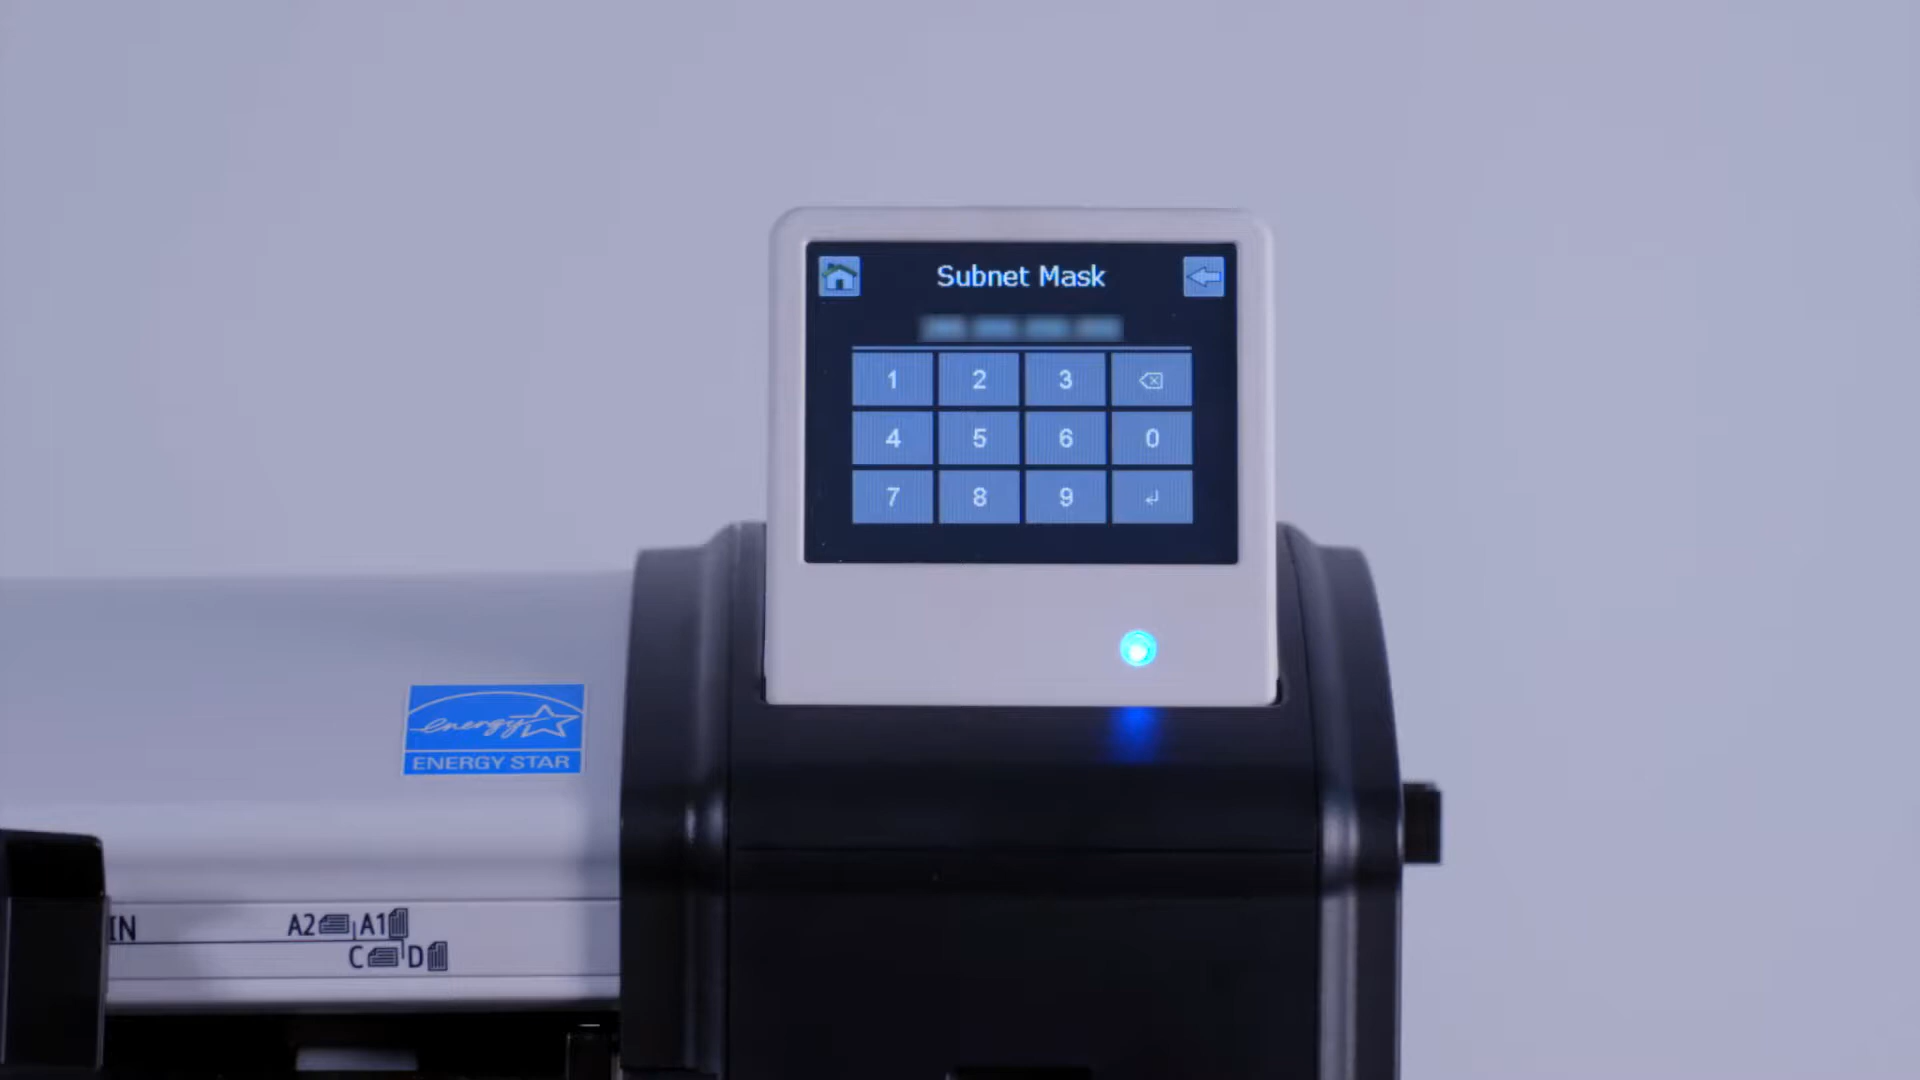 Subnet Mask
1 2 3
4 5 6 0
7 8 9
energy
ENERGY STAR
IN A2 A1
C D